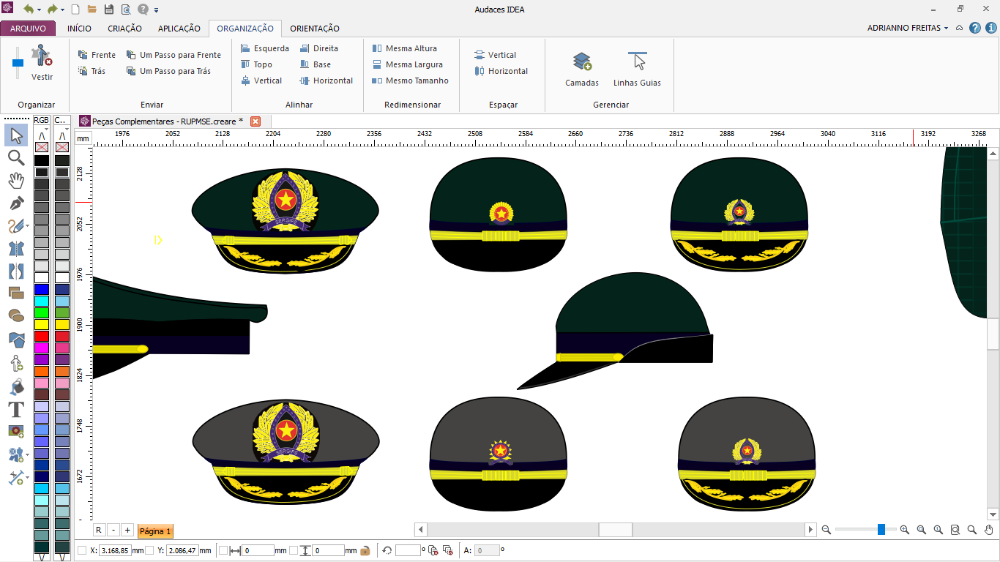 Audaces IDEA
ARQUIVO INÍCIO CRIAÇÃO APLICAÇÃO ORGANIZAÇÃO ORIENTAÇÃO ADRIANNO FREITAS
Vestir
Organizar
Frente Um Passo para Frente
Trás Um Passo para Trás
Enviar
Esquerda Direita
Topo Base
Vertical Horizontal
Alinhar
Mesma Altura
Mesma Largura
Mesmo Tamanho
Redimensionar
Vertical
Horizontal
Espaçar
Camadas Linhas Guias
Gerenciar
RGB C..
Peças Complementares - RUPMSE.creare *
mm 1976 2052 2128 2204 2280 2356 2432 2508 2584 2660 2736 2812 2888 2964 3040 3116 3192 3268
2128
2052
1976
1900
1824
1748
1672
SERGIPE
SERGIPE
R - + Página 1
X: 3.168,85 mm Y: 2.086,47 mm 0 mm 0 mm º A: 0 º